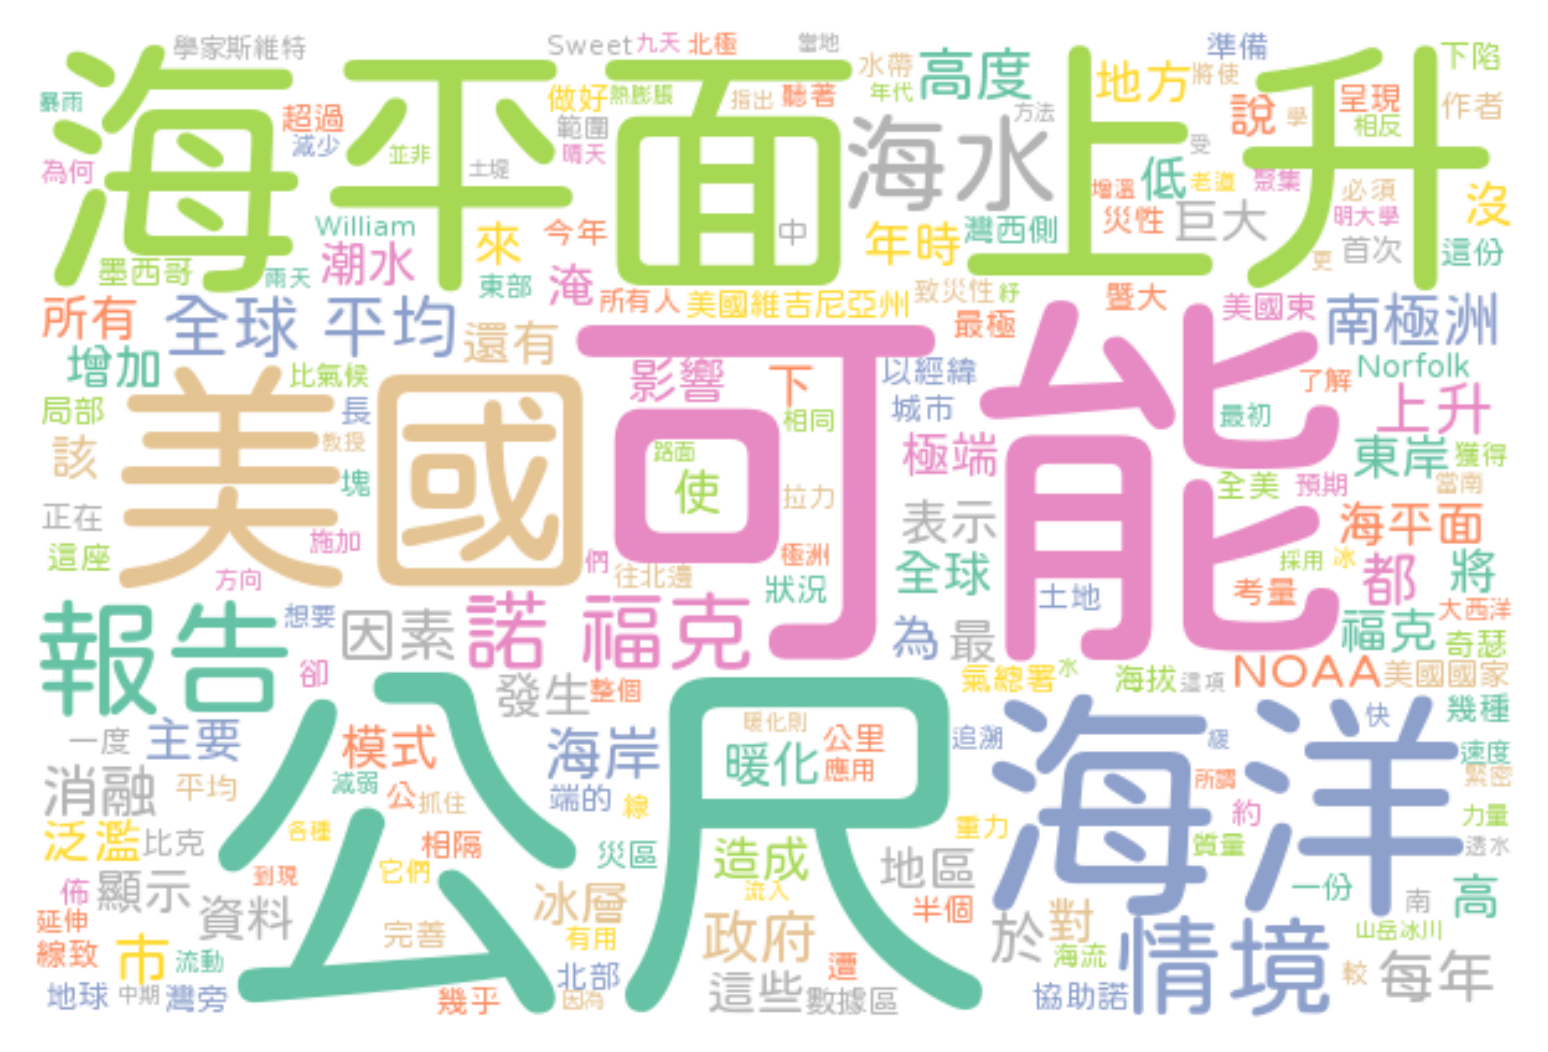 學家斯維特 Sweet 九天 北極 當地 準備 下陷
海平面上升
暴雨 超過 減少 做好 熱膨脹 指出 聽著 水帶 年代 高度 地方 將使 呈現 作者
範圍 方法 說 學 相反
為何 並非 土堤 晴天 海水 受
增溫 低 老道 聚集 必須 沒
William 來 今年 中 年時 灣西側 災性 巨大 明大學 首次 這份
墨西哥 雨天 潮水 東部 淹 更
所有 全球 平均 還有 所有人 美國維吉尼亞州 致災性 紓 最極 暨大 美國東 南極洲
增加 比氣候 影響 下 以經緯 了解 Norfolk
可能
局部 長 相同 城市 最初 上升
美國
該 教授 路面 極端 東岸 獲得
塊 使 拉力 全美 預期 當南
正在 施加 表示 海平面
這座 方向 們 往北邊 極洲 狀況 全球 土地 考量 採用 冰 都 將
報告 想要 因素 諾 福克 為 最 福克 大西洋 奇瑟
卻 發生 整個 氣總署 水 海拔 這項 NOAA 美國國家
公尺
海洋
一度 主要 模式 海岸 暖化則 暖化 公里 應用 追溯 緩 快 幾種
速度
消融 平均 減弱 公 抓住 端的 線 所謂 緊密
泛濫 比克 各種 相隔 災區 造成 重力 約 質量 力量 透水
佈 顯示 到現 它們 流入 地區 一份 南 高
延伸 資料 冰層 半個
線致 市 流動 完善 有用 政府 於 對 情境 山岳冰川
海流
地球 中期 灣旁 幾乎 北部 因為 這些 遭 數據區 協助諾 較 每年